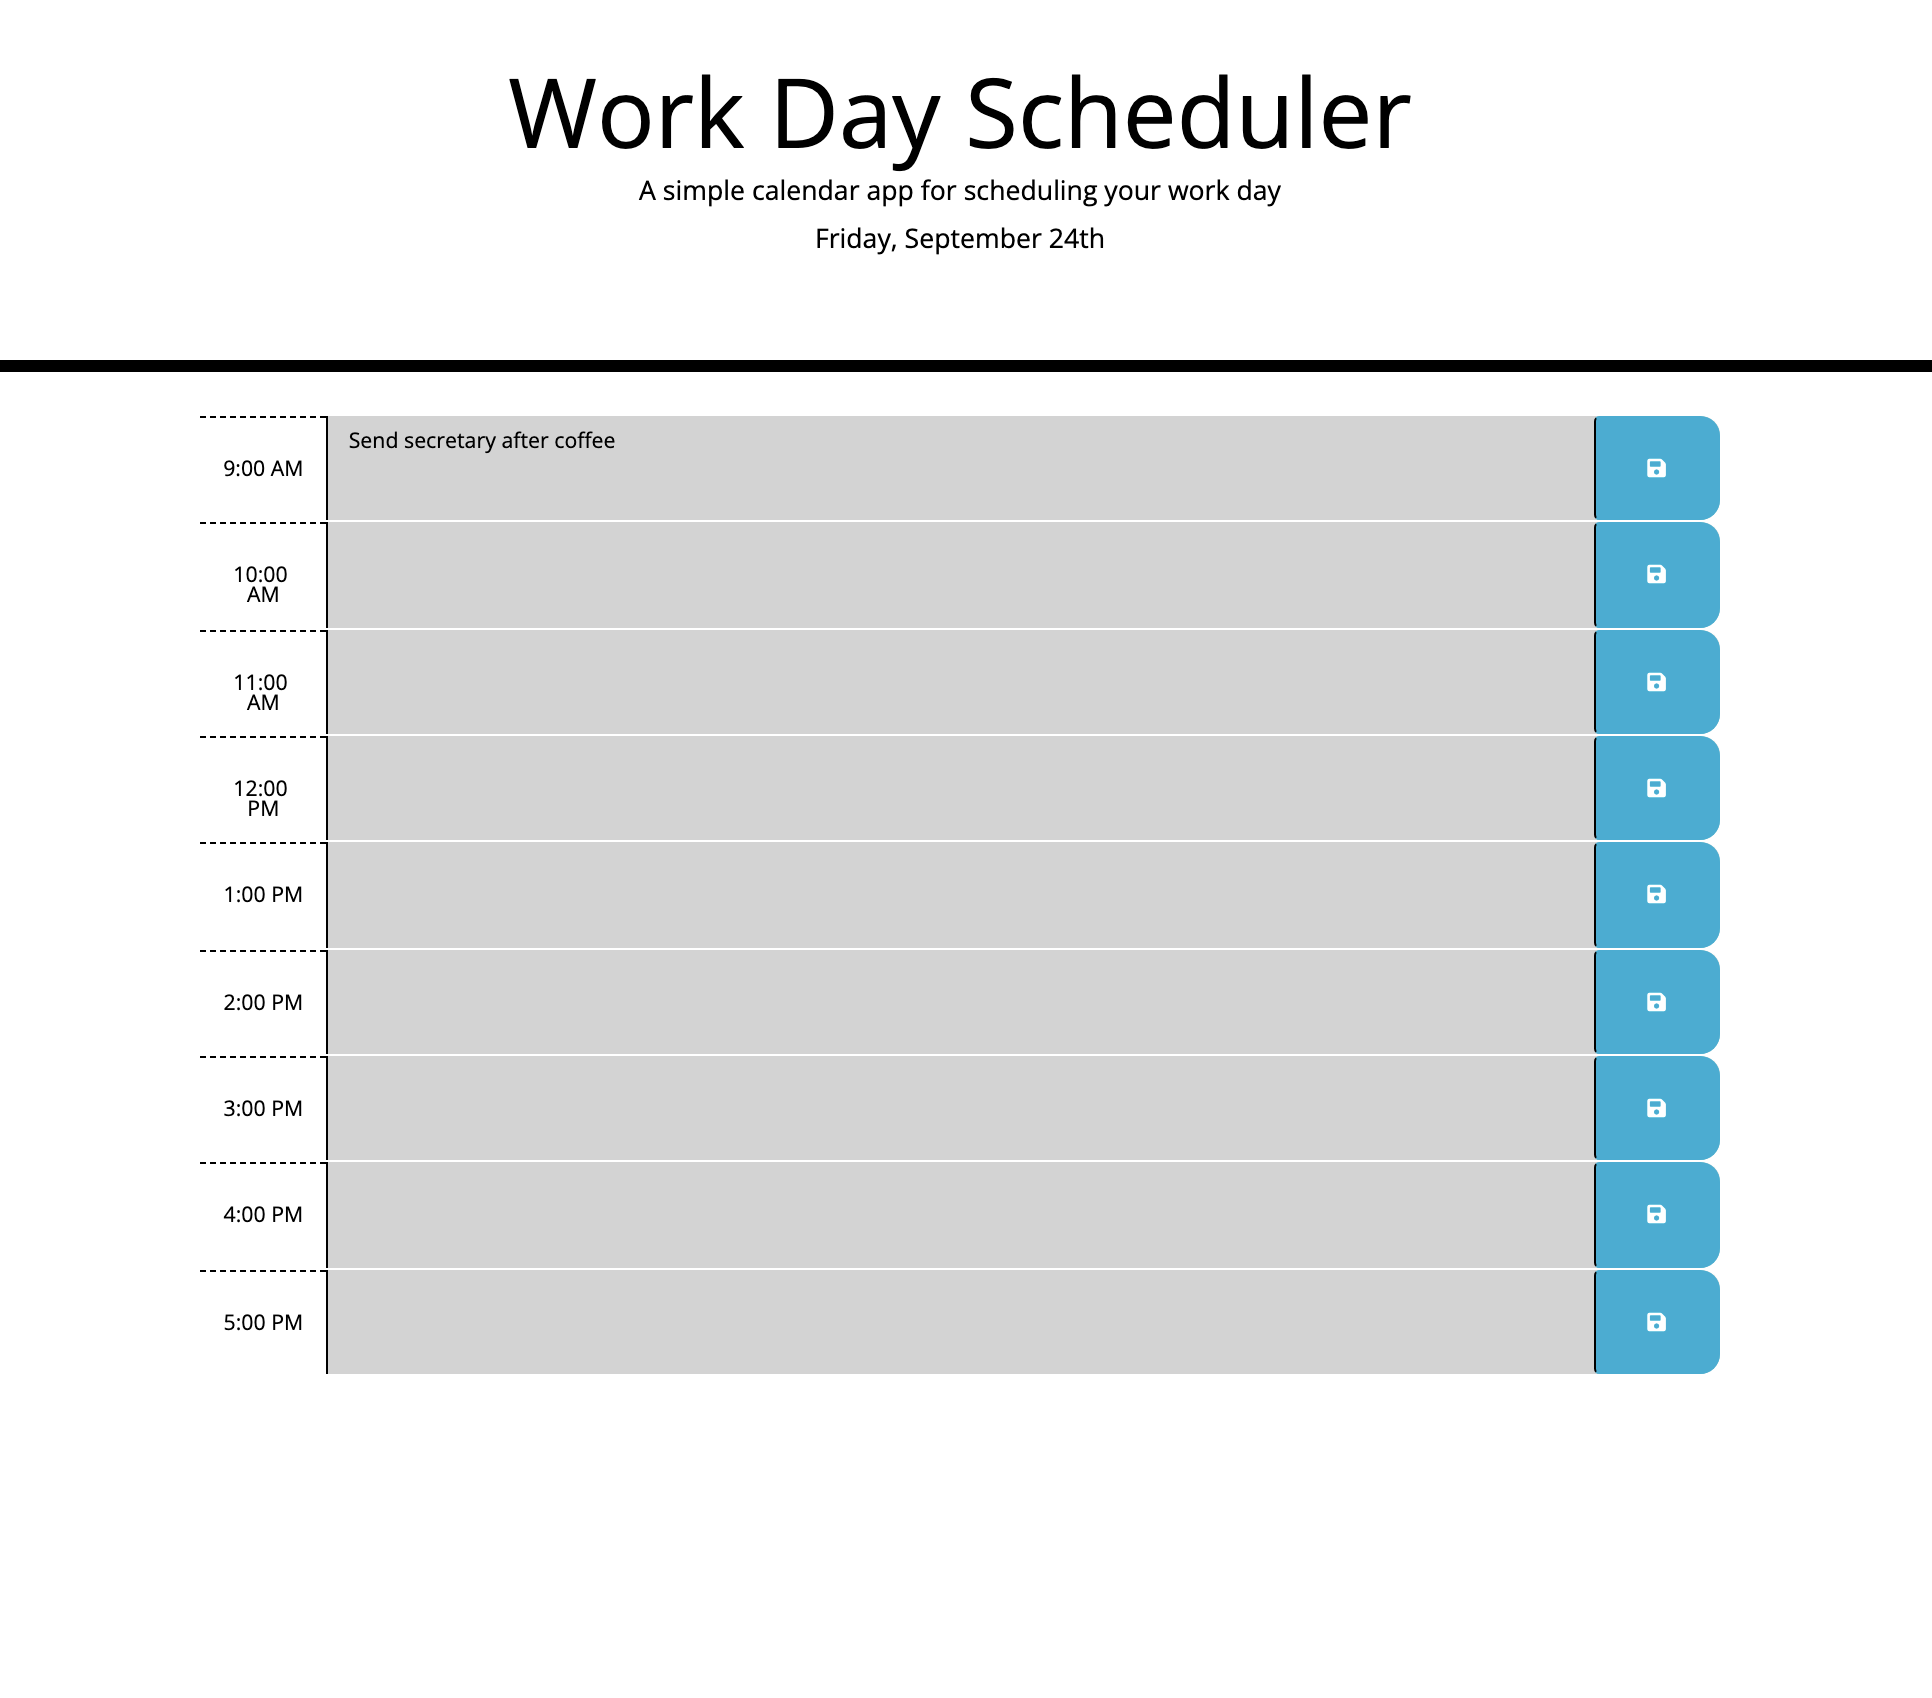 Work Day Scheduler
A simple calendar app for scheduling your work day
Friday, September 24th
9:00 AM
Send secretary after coffee
10:00
AM
11:00
AM
12:00
PM
1:00 PM
2:00 PM
3:00 PM
4:00 PM
5:00 PM